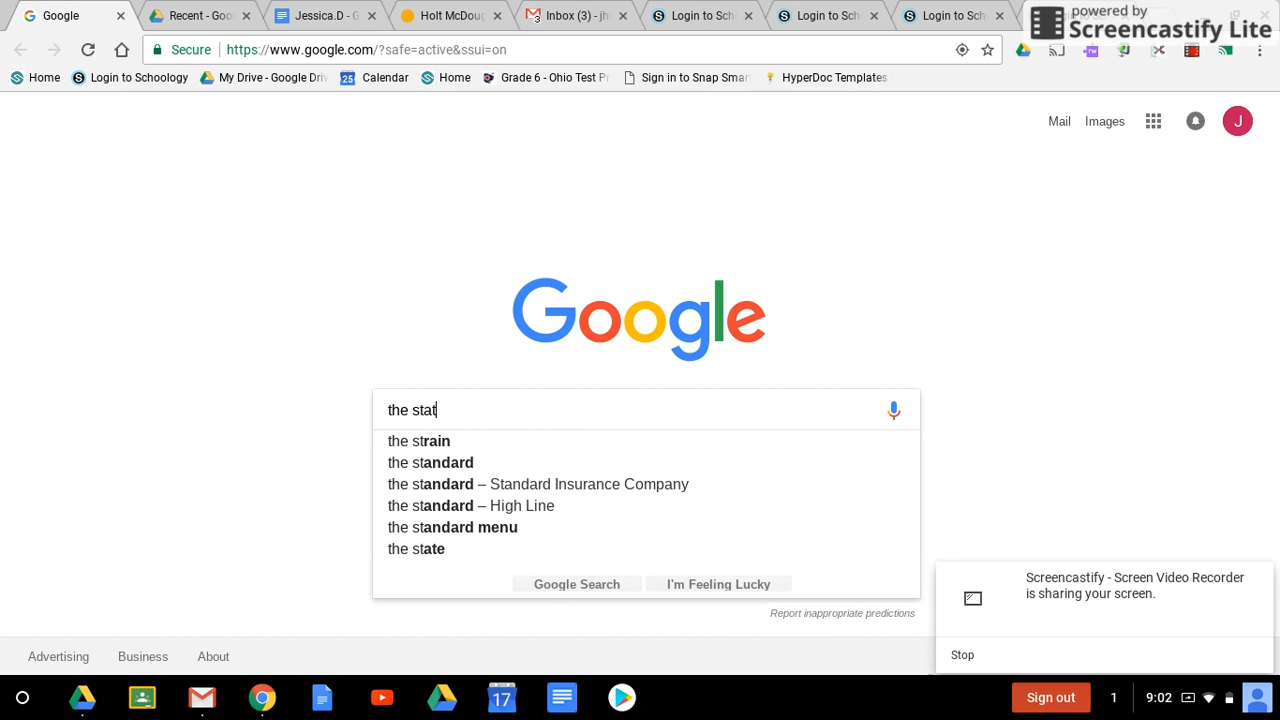 Google
Recent - Goo
Jessica D -
Holt McDoug
Inbox (3) - j
Login to Sch
Login to Scho
Login to Sch
powered by
Screencastify Lite
Secure
https://www.google.com/?safe=active&ssui=on
Home
Login to Schoology
My Drive - Google Driv
25
Calendar
Home
Grade 6 - Ohio Test P
Sign in to Snap Smar
HyperDoc Templates
Mail
Images
J
Google
the stat
the strain
the standard
the standard – Standard Insurance Company
the standard – High Line
the standard menu
the state
Google Search
I'm Feeling Lucky
Report inappropriate predictions
Screencastify - Screen Video Recorder
is sharing your screen.
Stop
Advertising
Business
About
17
Sign out
1
9:02